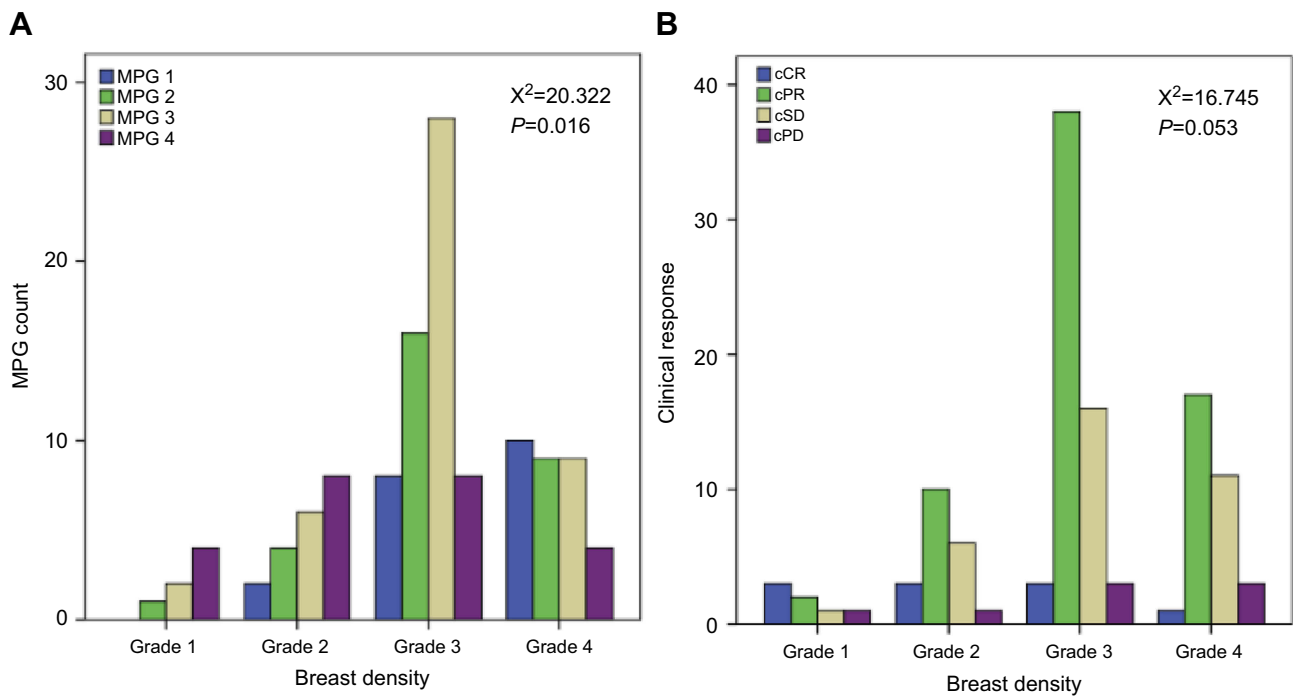 A
MPG 1
MPG 2
MPG 3
MPG 4
X²=20.322
P=0.016
30
20
10
0
MPG count
Grade 1
Grade 2
Grade 3
Grade 4
Breast density
B
cCR
cPR
cSD
cPD
X²=16.745
P=0.053
40
30
20
10
0
Clinical response
Grade 1
Grade 2
Grade 3
Grade 4
Breast density